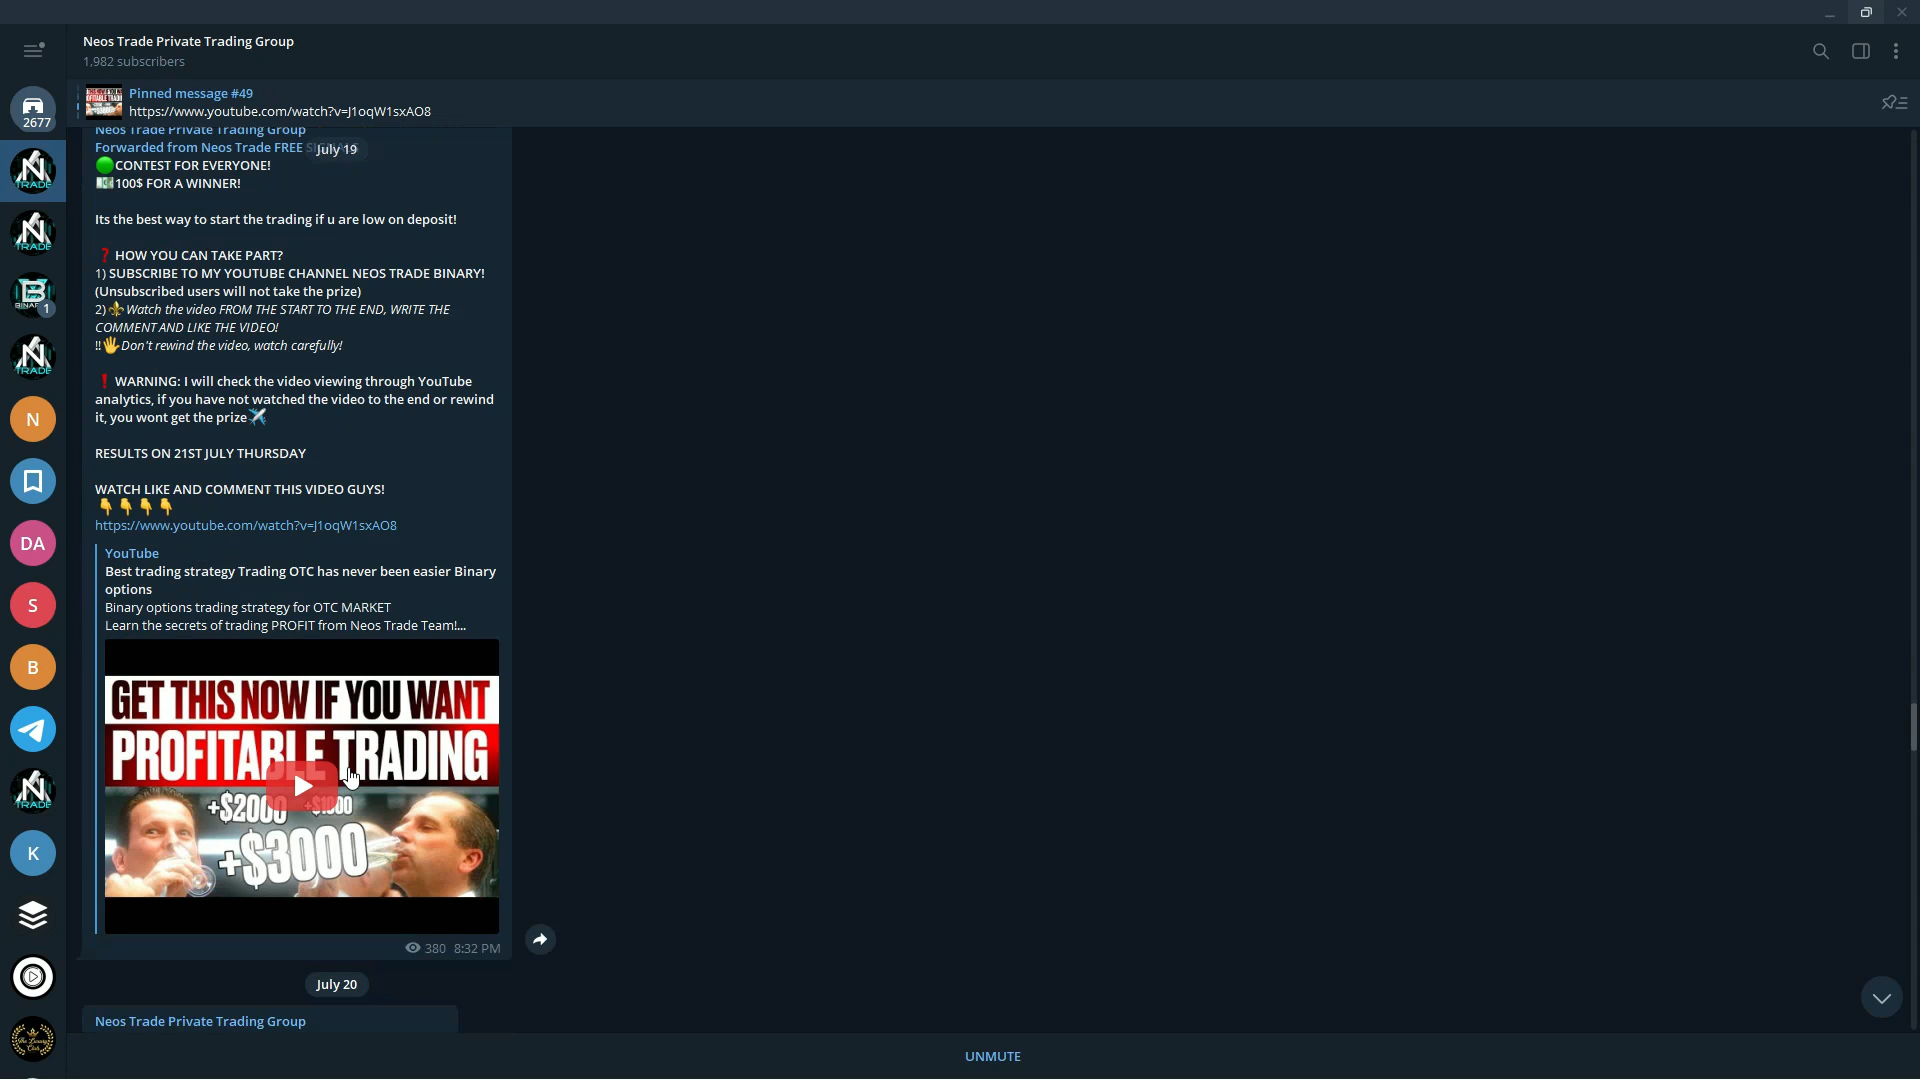 Neos Trade Private Trading Group
1,982 subscribers
Pinned message #49
https://www.youtube.com/watch?v=J1oqW1sxAO8
2677
Neos Trade Private Trading Group
Forwarded from Neos Trade FREE
July 19
🟢CONTEST FOR EVERYONE!
💵100$ FOR A WINNER!
Its the best way to start the trading if u are low on deposit!
❓ HOW YOU CAN TAKE PART?
1) SUBSCRIBE TO MY YOUTUBE CHANNEL NEOS TRADE BINARY!
(Unsubscribed users will not take the prize)
2)⚜️Watch the video FROM THE START TO THE END, WRITE THE
COMMENT AND LIKE THE VIDEO!
‼🖐Don't rewind the video, watch carefully!
❗ WARNING: I will check the video viewing through YouTube
analytics, if you have not watched the video to the end or rewind
it, you wont get the prize✈️
RESULTS ON 21ST JULY THURSDAY
WATCH LIKE AND COMMENT THIS VIDEO GUYS!
👇👇👇👇
https://www.youtube.com/watch?v=J1oqW1sxAO8
YouTube
Best trading strategy Trading OTC has never been easier Binary
options
Binary options trading strategy for OTC MARKET
Learn the secrets of trading PROFIT from Neos Trade Team!...
GET THIS NOW IF YOU WANT
PROFITABLE TRADING
+$2000 +$1000
+$3000
380 8:32 PM
July 20
Neos Trade Private Trading Group
UNMUTE
N
TRADE
N
TRADE
B
1
N
TRADE
N
DA
S
B
N
TRADE
K
The Luxury
Club